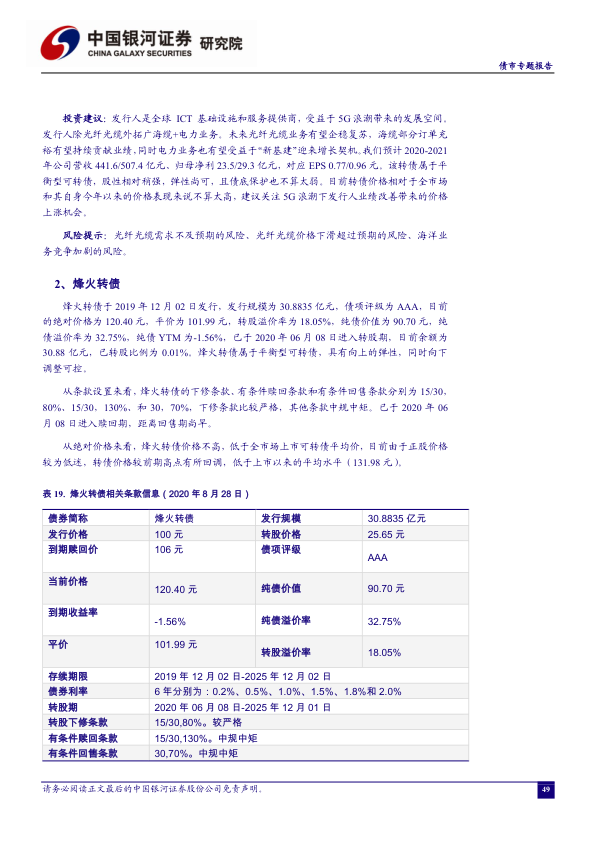 中国银河证券 研究院
CHINA GALAXY SECURITIES
债市专题报告
投资建议：发行人是全球 ICT 基础设施和服务提供商，受益于 5G 浪潮带来的发展空间。
发行人除光纤光缆外拓广海缆+电力业务。未来光纤光缆业务有望企稳复苏，海缆部分订单充
裕有望持续贡献业绩，同时电力业务也有望受益于“新基建”迎来增长契机。我们预计 2020-2021
年公司营收 441.6/507.4 亿元、归母净利 23.5/29.3 亿元，对应 EPS 0.77/0.96 元。该转债属于平
衡型可转债，股性相对稍强，弹性尚可，且债底保护也不算太弱。目前转债价格相对于全市场
和其自身今年以来的价格表现来说不算太高，建议关注 5G 浪潮下发行人业绩改善带来的价格
上涨机会。
风险提示：光纤光缆需求不及预期的风险、光纤光缆价格下滑超过预期的风险、海洋业
务竞争加剧的风险。
2、烽火转债
烽火转债于 2019 年 12 月 02 日发行，发行规模为 30.8835 亿元，债项评级为 AAA，目前
的绝对价格为 120.40 元，平价为 101.99 元，转股溢价率为 18.05%，纯债价值为 90.70 元，纯
债溢价率为 32.75%，纯债 YTM 为-1.56%，已于 2020 年 06 月 08 日进入转股期，目前余额为
30.88 亿元，已转股比例为 0.01%。烽火转债属于平衡型可转债，具有向上的弹性，同时向下
调整可控。
从条款设置来看，烽火转债的下修条款、有条件赎回条款和有条件回售条款分别为 15/30,
80%、15/30，130%、和 30，70%，下修条款比较严格，其他条款中规中矩。已于 2020 年 06
月 08 日进入赎回期，距离回售期尚早。
从绝对价格来看，烽火转债价格不高，低于全市场上市可转债平均价，目前由于正股价格
较为低迷，转债价格较前期高点有所回调，低于上市以来的平均水平（131.98 元）。
表 19. 烽火转债相关条款信息（2020 年 8 月 28 日）
债券简称 烽火转债 发行规模 30.8835 亿元
发行价格 100 元 转股价格 25.65 元
到期赎回价 106 元 债项评级 AAA
当前价格 120.40 元 纯债价值 90.70 元
到期收益率 -1.56% 纯债溢价率 32.75%
平价 101.99 元 转股溢价率 18.05%
存续期限 2019 年 12 月 02 日-2025 年 12 月 02 日
债券利率 6 年分别为：0.2%、0.5%、1.0%、1.5%、1.8%和 2.0%
转股期 2020 年 06 月 08 日-2025 年 12 月 01 日
转股下修条款 15/30,80%。较严格
有条件赎回条款 15/30,130%。中规中矩
有条件回售条款 30,70%。中规中矩
请务必阅读正文最后的中国银河证券股份公司免责声明。
49